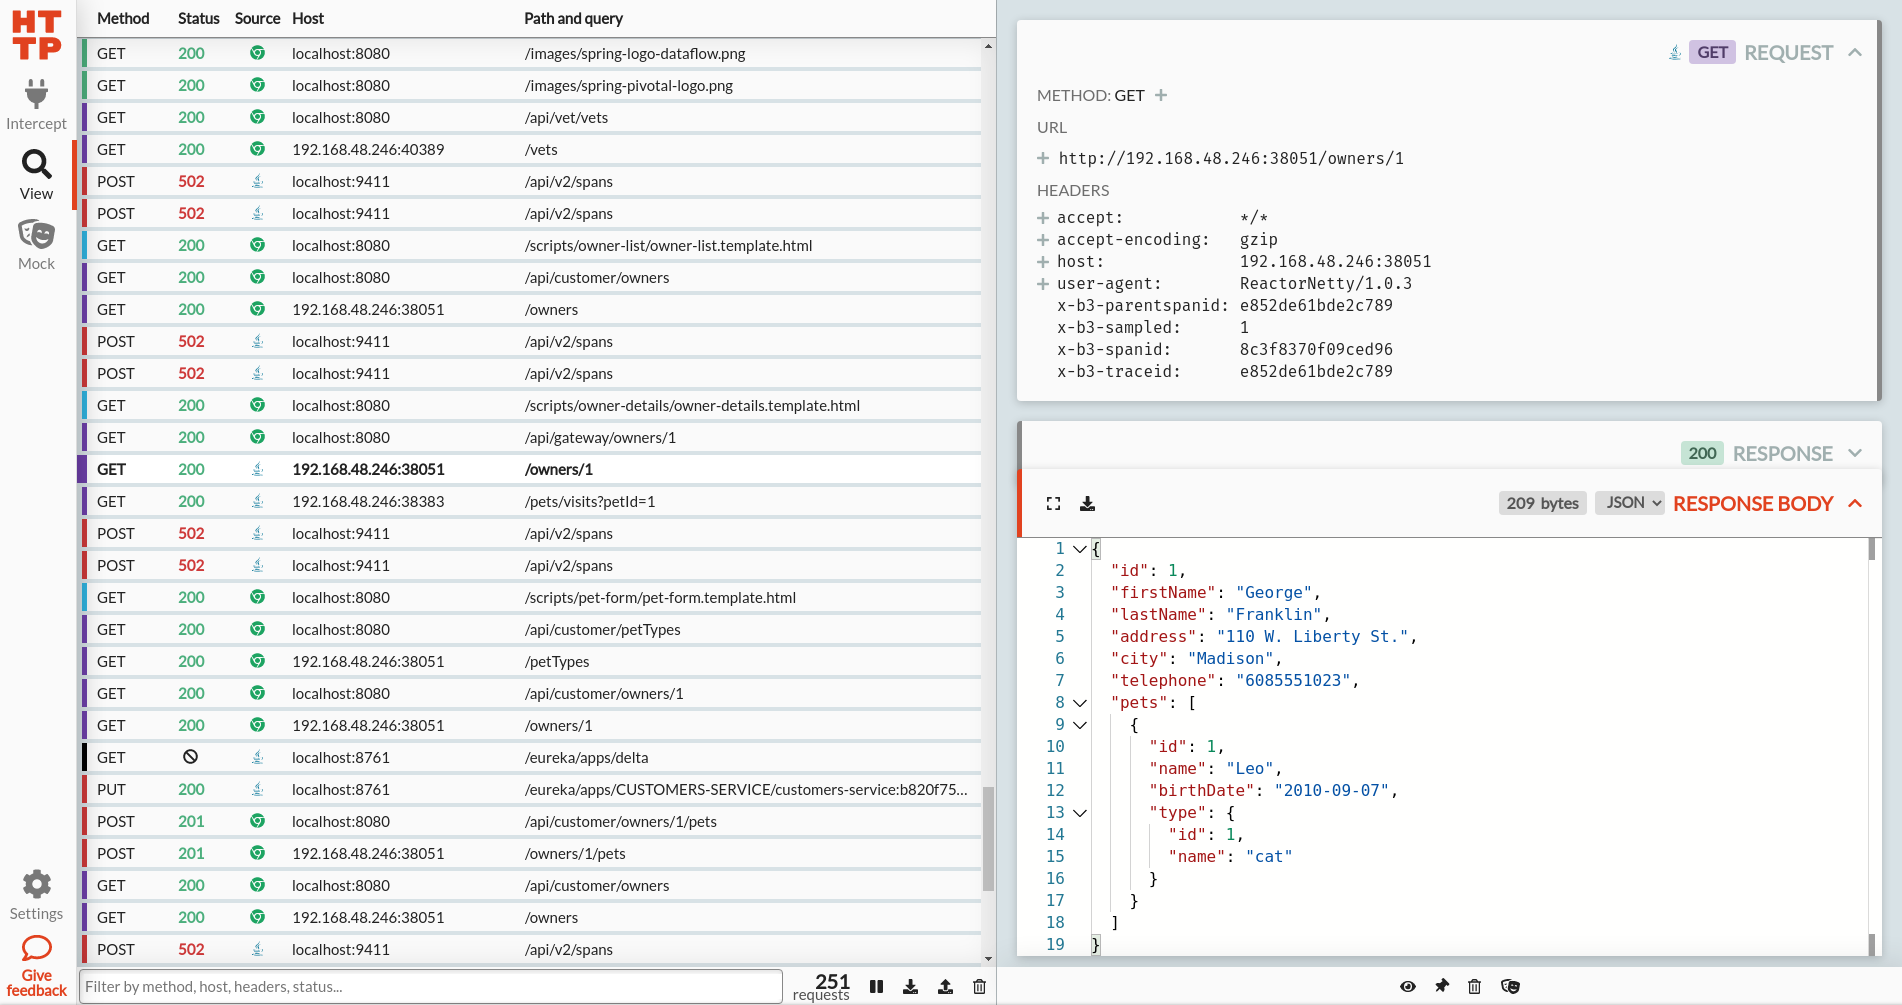 HT
TP
Intercept
View
Mock
Settings
Give
feedback
Method Status Source Host Path and query
GET 200 localhost:8080 /images/spring-logo-dataflow.png
GET 200 localhost:8080 /images/spring-pivotal-logo.png
GET 200 localhost:8080 /api/vet/vets
GET 200 192.168.48.246:40389 /vets
POST 502 localhost:9411 /api/v2/spans
POST 502 localhost:9411 /api/v2/spans
GET 200 localhost:8080 /scripts/owner-list/owner-list.template.html
GET 200 localhost:8080 /api/customer/owners
GET 200 192.168.48.246:38051 /owners
POST 502 localhost:9411 /api/v2/spans
POST 502 localhost:9411 /api/v2/spans
GET 200 localhost:8080 /scripts/owner-details/owner-details.template.html
GET 200 localhost:8080 /api/gateway/owners/1
GET 200 192.168.48.246:38051 /owners/1
GET 200 192.168.48.246:38383 /pets/visits?petId=1
POST 502 localhost:9411 /api/v2/spans
POST 502 localhost:9411 /api/v2/spans
GET 200 localhost:8080 /scripts/pet-form/pet-form.template.html
GET 200 localhost:8080 /api/customer/petTypes
GET 200 192.168.48.246:38051 /petTypes
GET 200 localhost:8080 /api/customer/owners/1
GET 200 192.168.48.246:38051 /owners/1
GET localhost:8761 /eureka/apps/delta
PUT 200 localhost:8761 /eureka/apps/CUSTOMERS-SERVICE/customers-service:b820f75...
POST 201 localhost:8080 /api/customer/owners/1/pets
POST 201 192.168.48.246:38051 /owners/1/pets
GET 200 localhost:8080 /api/customer/owners
GET 200 192.168.48.246:38051 /owners
POST 502 localhost:9411 /api/v2/spans
Filter by method, host, headers, status...
251
requests
GET REQUEST
METHOD: GET
URL
http://192.168.48.246:38051/owners/1
HEADERS
accept: */*
accept-encoding: gzip
host: 192.168.48.246:38051
user-agent: ReactorNetty/1.0.3
x-b3-parentspanid: e852de61bde2c789
x-b3-sampled: 1
x-b3-spanid: 8c3f8370f09ced96
x-b3-traceid: e852de61bde2c789
200 RESPONSE
209 bytes JSON RESPONSE BODY
1 {
2 "id": 1,
3 "firstName": "George",
4 "lastName": "Franklin",
5 "address": "110 W. Liberty St.",
6 "city": "Madison",
7 "telephone": "6085551023",
8 "pets": [
9 {
10 "id": 1,
11 "name": "Leo",
12 "birthDate": "2010-09-07",
13 "type": {
14 "id": 1,
15 "name": "cat"
16 }
17 }
18 ]
19 }